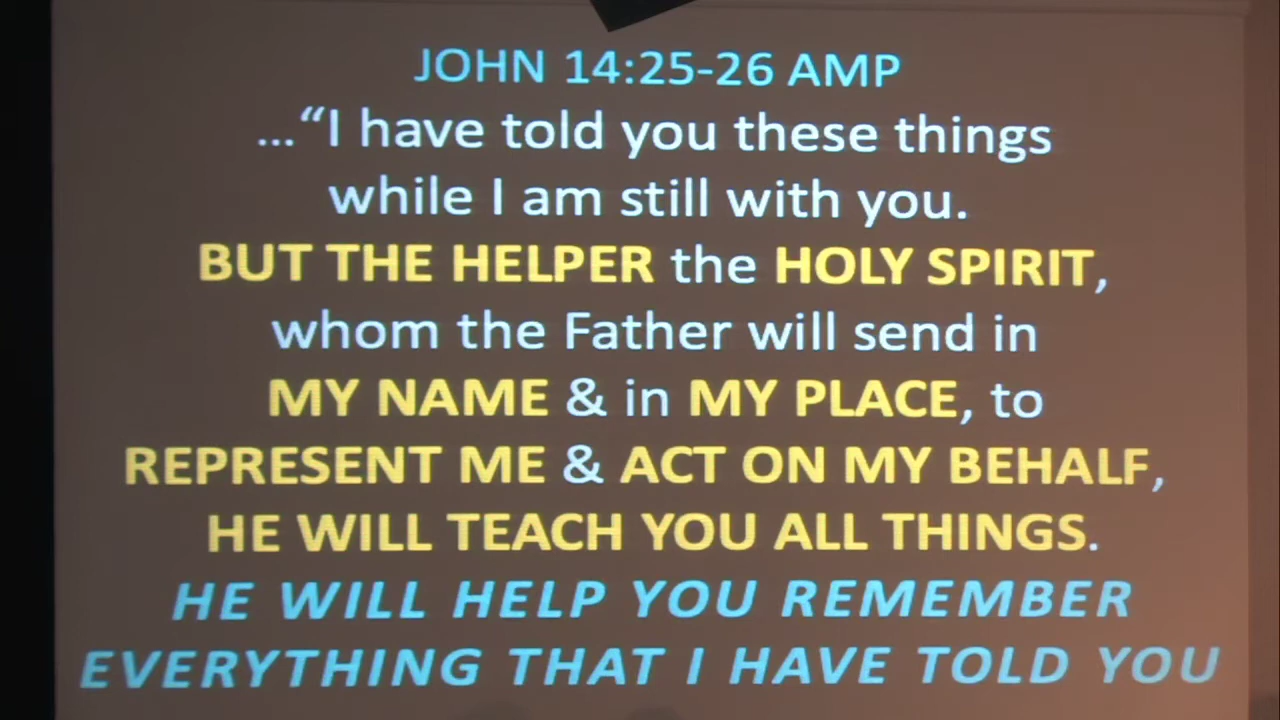 JOHN 14:25-26 AMP
...“I have told you these things
while I am still with you.
BUT THE HELPER the HOLY SPIRIT,
whom the Father will send in
MY NAME & in MY PLACE, to
REPRESENT ME & ACT ON MY BEHALF,
HE WILL TEACH YOU ALL THINGS.
HE WILL HELP YOU REMEMBER
EVERYTHING THAT I HAVE TOLD YOU